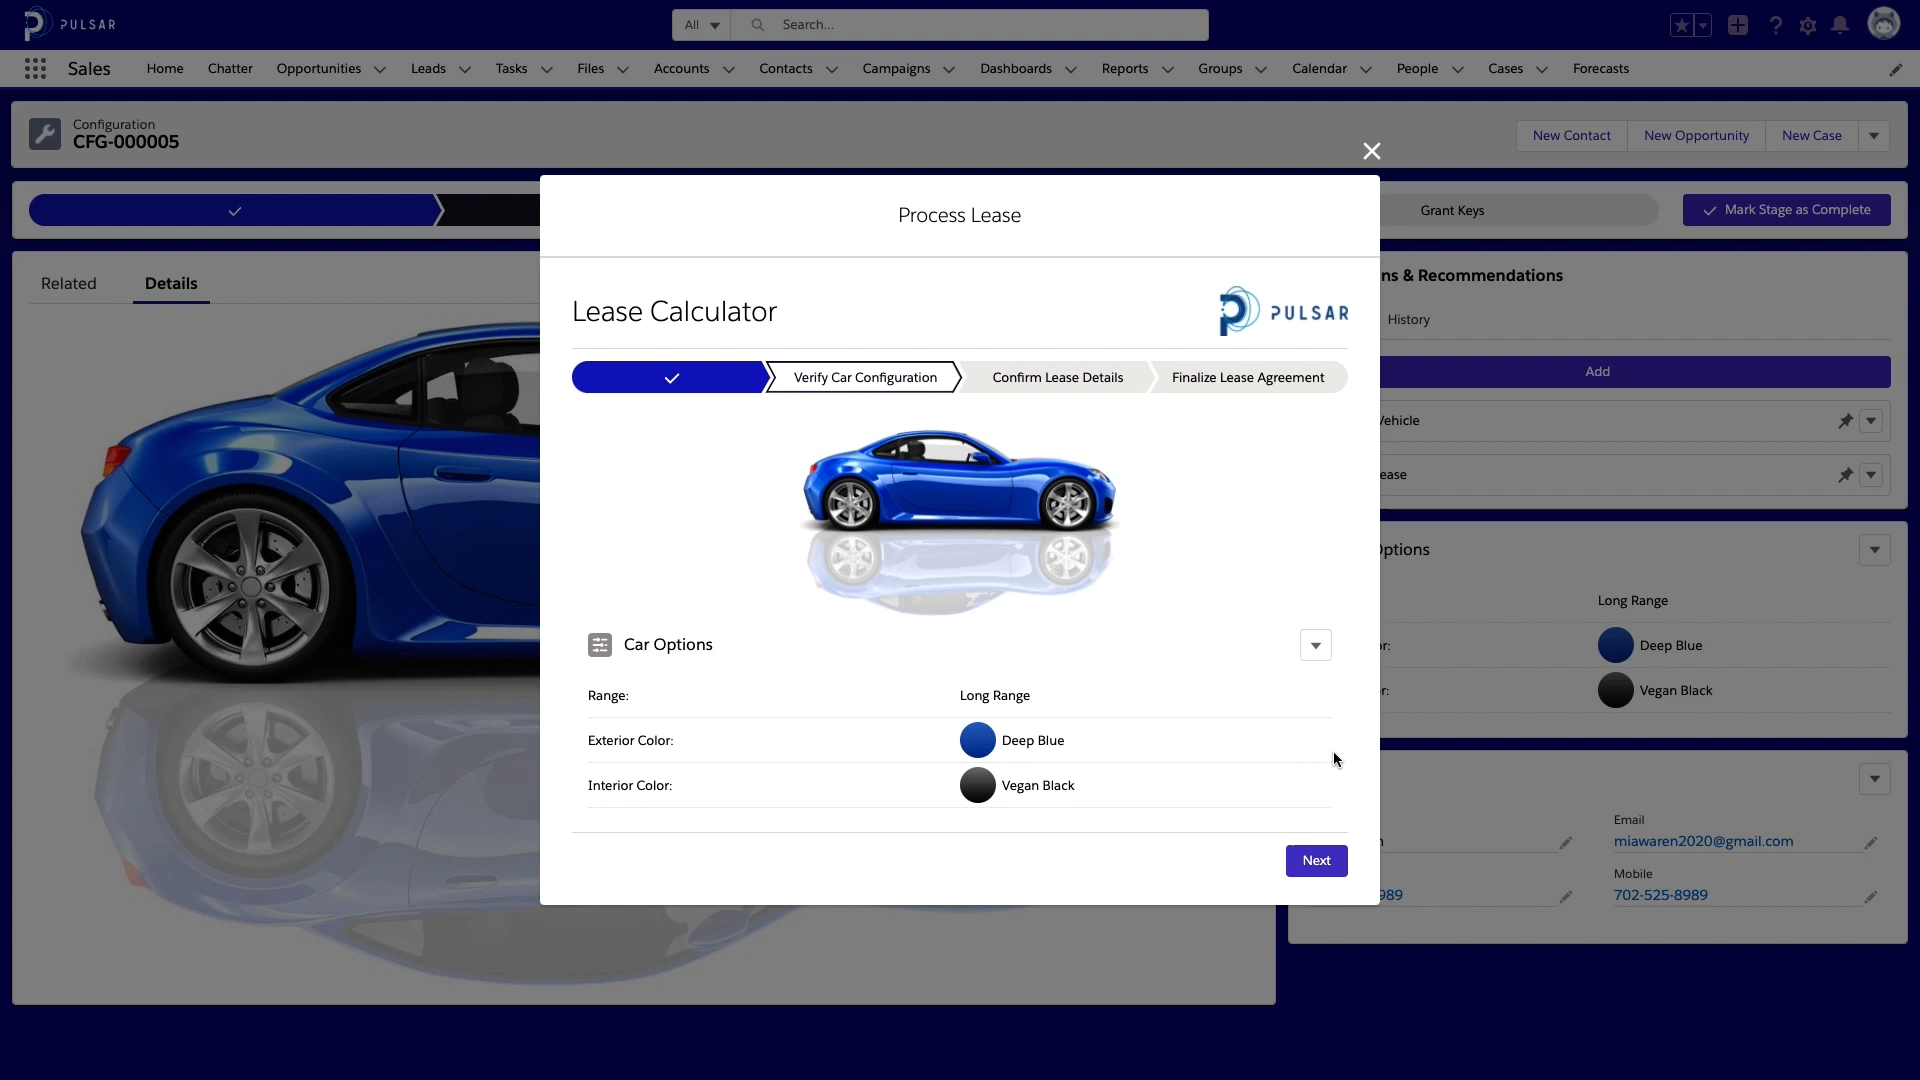 PULSAR
All
Search...
Sales
Home
Chatter
Opportunities
Leads
Tasks
Files
Accounts
Contacts
Campaigns
Dashboards
Reports
Groups
Calendar
People
Cases
Forecasts
Configuration
CFG-000005
New Contact
New Opportunity
New Case
Grant Keys
Mark Stage as Complete
Related
Details
Process Lease
Lease Calculator
PULSAR
Verify Car Configuration
Confirm Lease Details
Finalize Lease Agreement
Car Options
Range:
Long Range
Exterior Color:
Deep Blue
Interior Color:
Vegan Black
Next
ns & Recommendations
History
Add
Vehicle
ease
Options
Long Range
or:
Deep Blue
r:
Vegan Black
Email
miawaren2020@gmail.com
Mobile
989
702-525-8989